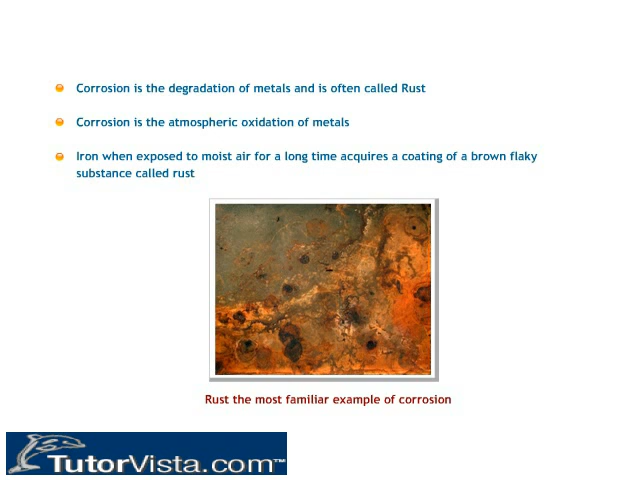 Corrosion is the degradation of metals and is often called Rust
Corrosion is the atmospheric oxidation of metals
Iron when exposed to moist air for a long time acquires a coating of a brown flaky
substance called rust
Rust the most familiar example of corrosion
TutorVista.com™